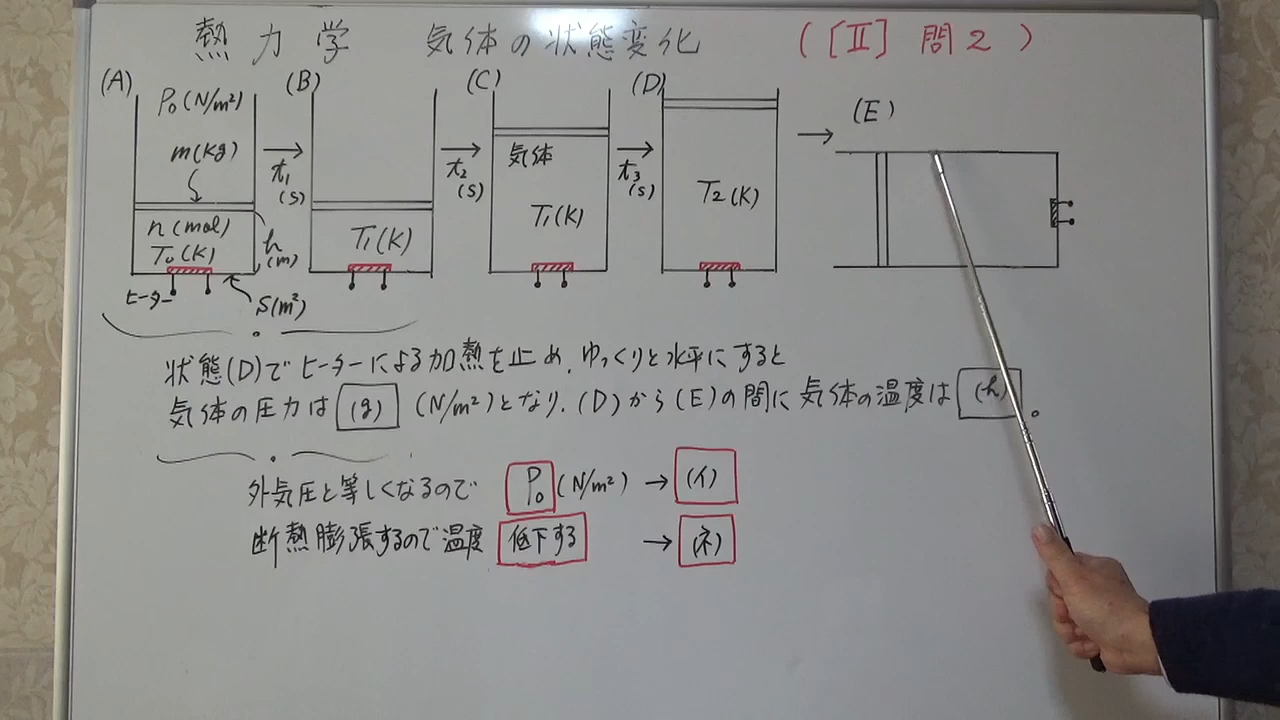 熱力学 気体の状態変化 ([Ⅱ] 問2)
(A)
P₀(N/m²)
m(kg)
n(mol)
T₀(K)
h(m)
ヒーター
S(m²)
t₁(s)
(B)
T₁(K)
t₂(s)
(C)
気体
T₁(K)
t₃(s)
(D)
T₂(K)
(E)
状態(D)でヒーターによる加熱を止め、ゆっくりと水平にすると
気体の圧力は (g) (N/m²)となり、(D)から(E)の間に気体の温度は (h)。
外気圧と等しくなるので P₀ (N/m²) → (イ)
断熱膨張するので温度 低下する → (ネ)